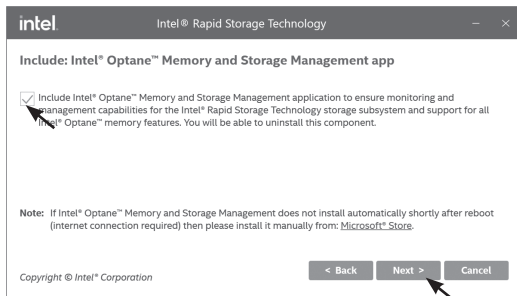 intel.
Intel® Rapid Storage Technology
Include: Intel® Optane™ Memory and Storage Management app
Include Intel® Optane™ Memory and Storage Management application to ensure monitoring and
management capabilities for the Intel® Rapid Storage Technology storage subsystem and support for all
Intel® Optane™ memory features. You will be able to uninstall this component.
Note: If Intel® Optane™ Memory and Storage Management does not install automatically shortly after reboot
(internet connection required) then please install it manually from: Microsoft® Store.
< Back Next > Cancel
Copyright © Intel® Corporation